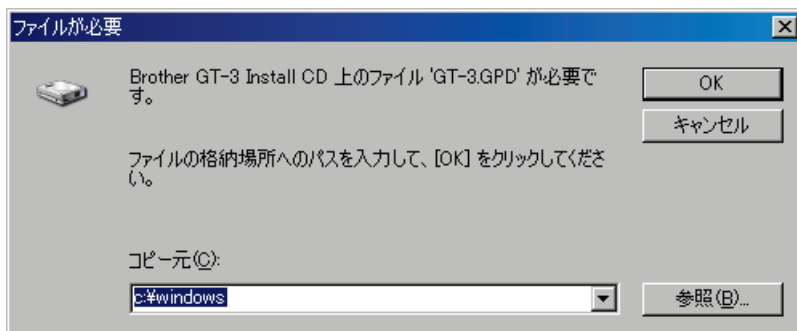 ファイルが必要
Brother GT-3 Install CD 上のファイル 'GT-3.GPD' が必要で
す。
OK
キャンセル
ファイルの格納場所へのパスを入力して、[OK] をクリックしてくださ
い。
コピー元(C):
c:¥windows
参照(B)...